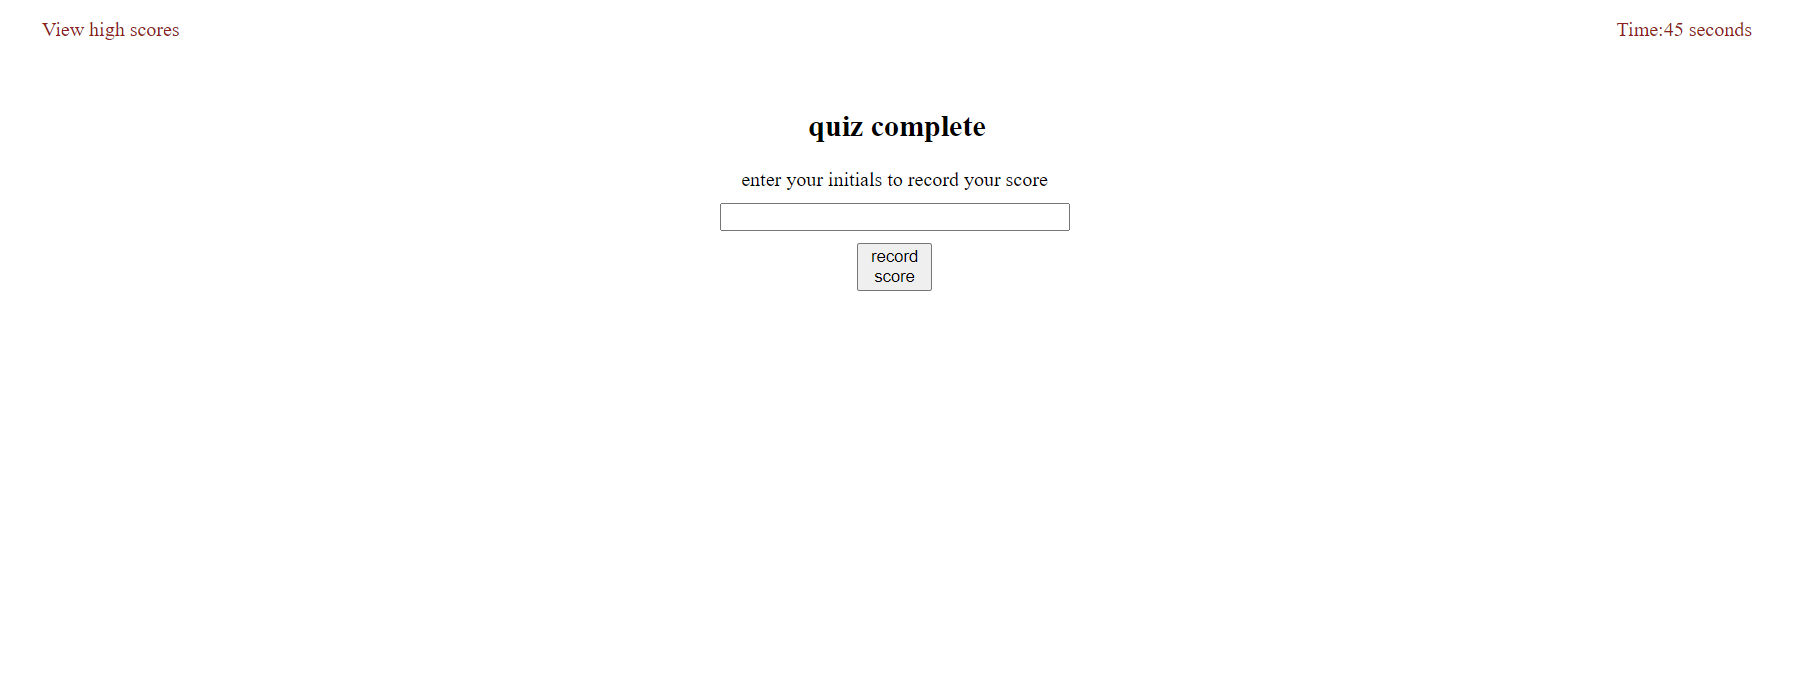 View high scores
Time:45 seconds
quiz complete
enter your initials to record your score
record
score